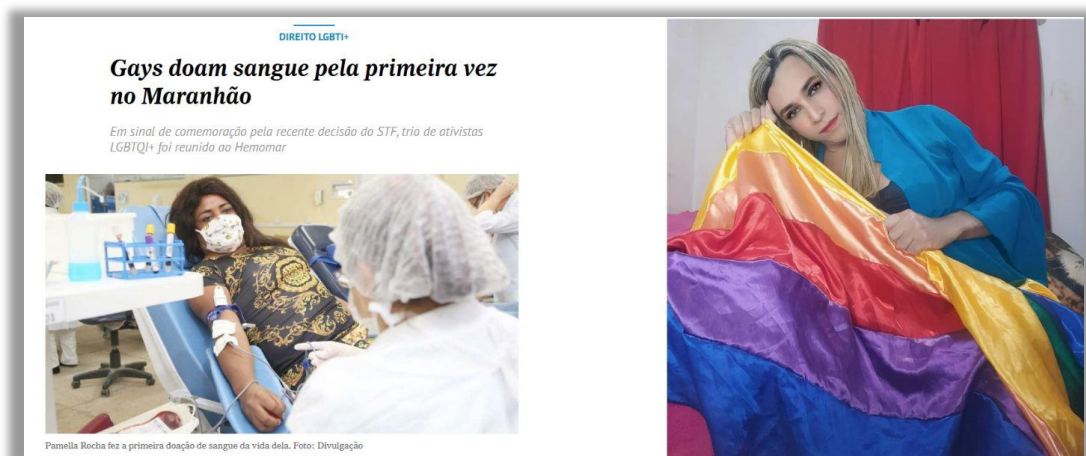 DIREITO LGBTI+
Gays doam sangue pela primeira vez
no Maranhão
Em sinal de comemoração pela recente decisão do STF, trio de ativistas
LGBTQI+ foi reunido ao Hemomar
Pamella Rocha fez a primeira doação de sangue da vida dela. Foto: Divulgação